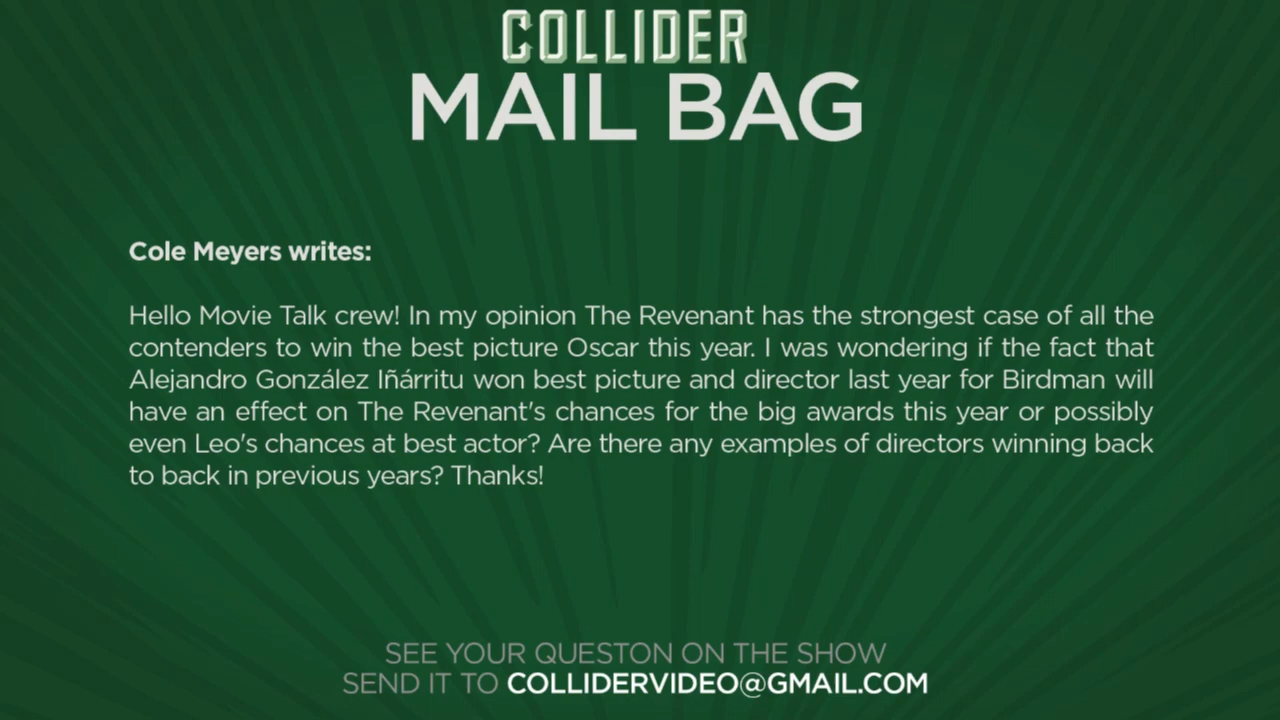 COLLIDER
MAIL BAG
Cole Meyers writes:
Hello Movie Talk crew! In my opinion The Revenant has the strongest case of all the
contenders to win the best picture Oscar this year. I was wondering if the fact that
Alejandro González Iñárritu won best picture and director last year for Birdman will
have an effect on The Revenant's chances for the big awards this year or possibly
even Leo's chances at best actor? Are there any examples of directors winning back
to back in previous years? Thanks!
SEE YOUR QUESTON ON THE SHOW
SEND IT TO COLLIDERVIDEO@GMAIL.COM